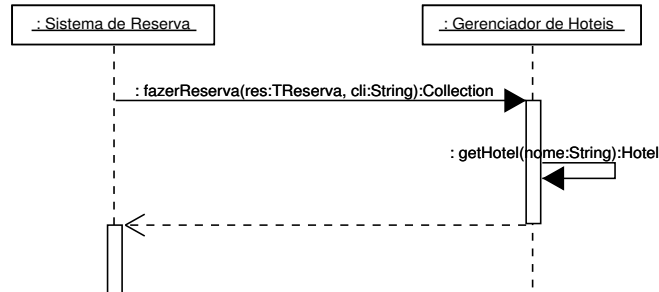 : Sistema de Reserva
: Gerenciador de Hoteis
: fazerReserva(res:TReserva, cli:String):Collection
: getHotel(nome:String):Hotel